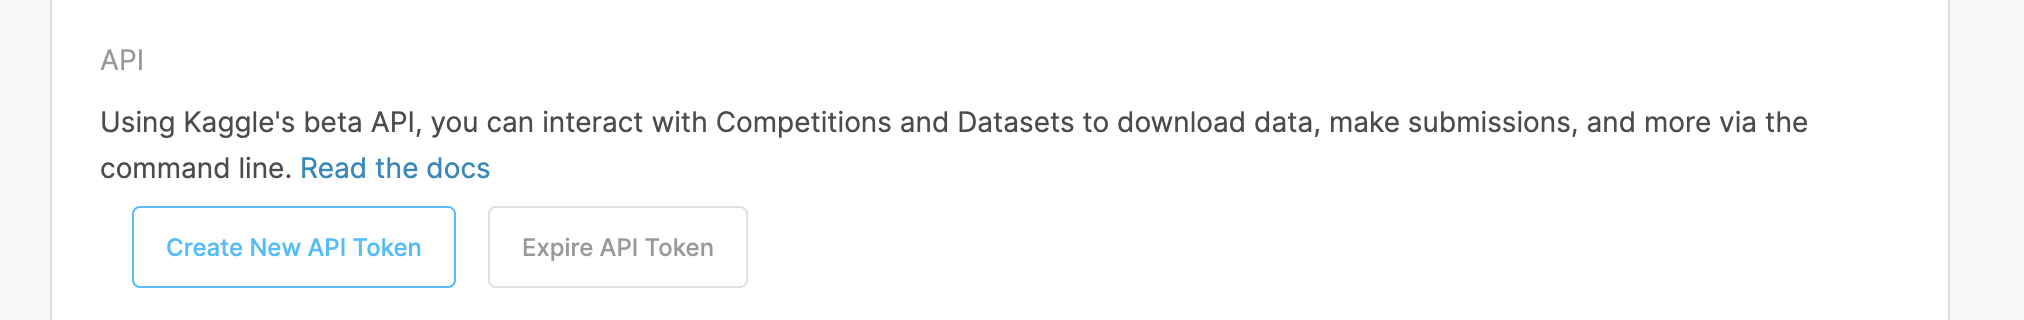 API
Using Kaggle's beta API, you can interact with Competitions and Datasets to download data, make submissions, and more via the
command line. Read the docs
Create New API Token Expire API Token